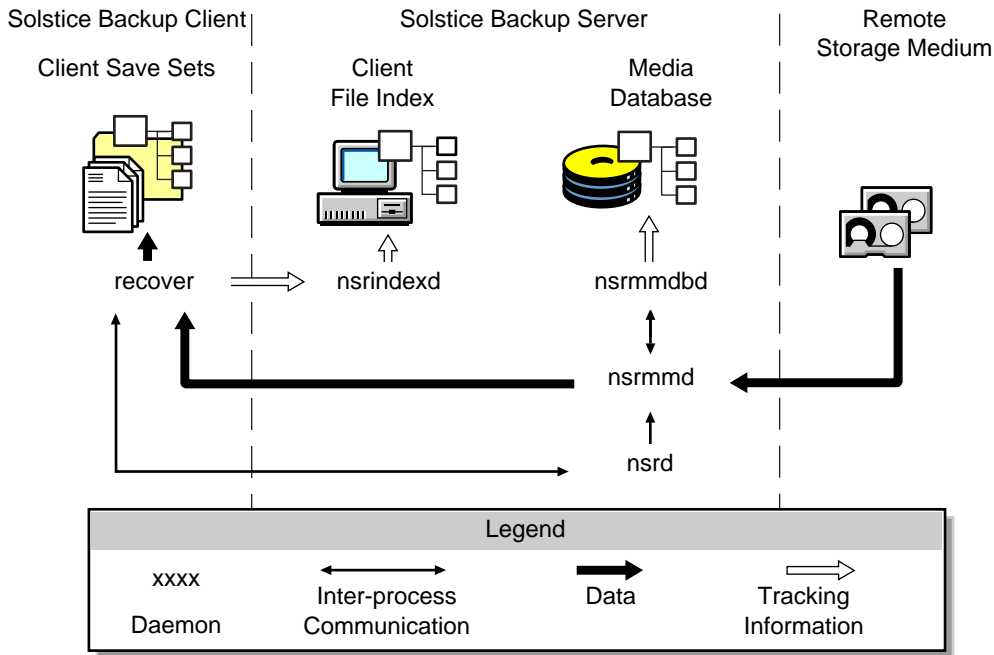 Solstice Backup Client
Solstice Backup Server
Remote
Storage Medium
Client Save Sets
Client
File Index
Media
Database
recover
nsrindexd
nsrmmdbd
nsrmmd
nsrd
Legend
xxxx
Daemon
Inter-process
Communication
Data
Tracking
Information